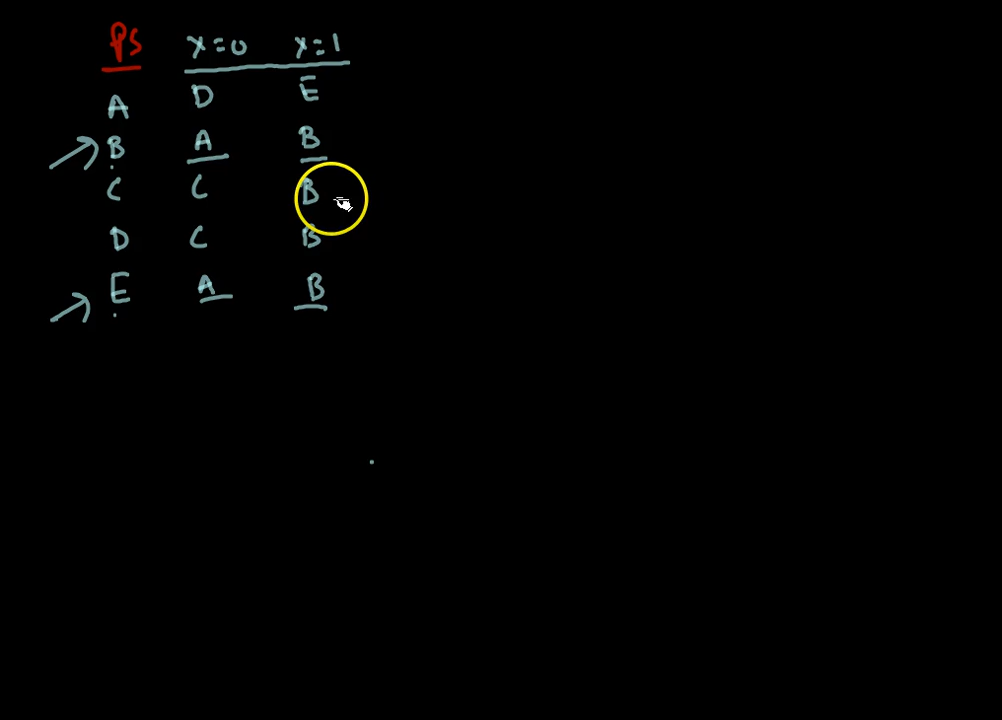 PS X=0 X=1
A D E
B A B
C C B
D C B
E A B